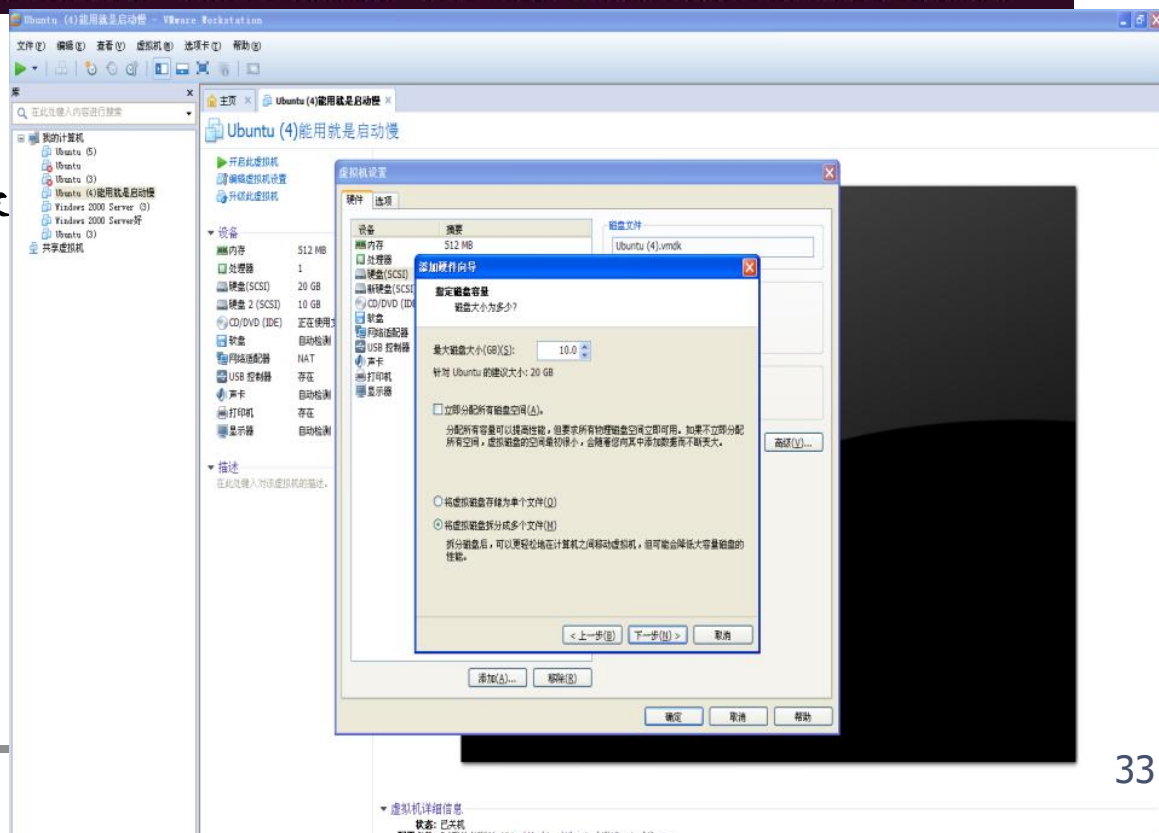 Ubuntu (4)能用就是启动慢 - VMware Workstation
文件(F) 编辑(E) 查看(V) 虚拟机(M) 选项卡(T) 帮助(H)
库 ×
在此处键入内容进行搜索
我的计算机
Ubuntu (5)
Ubuntu
Ubuntu (3)
Ubuntu (4)能用就是启动慢
Windows 2000 Server (3)
Windows 2000 Server好
Ubuntu (3)
共享虚拟机
主页 × Ubuntu (4)能用就是启动慢 ×
Ubuntu (4)能用就是启动慢
开启此虚拟机
编辑虚拟机设置
升级此虚拟机
设备
内存 512 MB
处理器 1
硬盘(SCSI) 20 GB
硬盘 2 (SCSI) 10 GB
CD/DVD (IDE) 正在使用
软盘 自动检测
网络适配器 NAT
USB 控制器 存在
声卡 自动检测
打印机 存在
显示器 自动检测
描述
在此处键入对该虚拟机的描述。
虚拟机设置
硬件 选项
设备 摘要
内存 512 MB
处理器
硬盘(SCSI)
新硬盘(SCSI
CD/DVD (IDE
软盘
网络适配器
USB 控制器
声卡
打印机
显示器
磁盘文件
Ubuntu (4).vmdk
高级(V)...
添加硬件向导
指定磁盘容量
磁盘大小为多少?
最大磁盘大小(GB)(S): 10.0
针对 Ubuntu 的建议大小: 20 GB
立即分配所有磁盘空间(A)。
分配所有容量可以提高性能，但要求所有物理磁盘空间立即可用。如果不立即分配
所有空间，虚拟磁盘的空间最初很小，会随着您向其中添加数据而不断变大。
将虚拟磁盘存储为单个文件(O)
将虚拟磁盘拆分成多个文件(M)
拆分磁盘后，可以更轻松地在计算机之间移动虚拟机，但可能会降低大容量磁盘的
性能。
< 上一步(B) 下一步(N) > 取消
添加(A)... 移除(R)
确定 取消 帮助
33
虚拟机详细信息
状态: 已关机